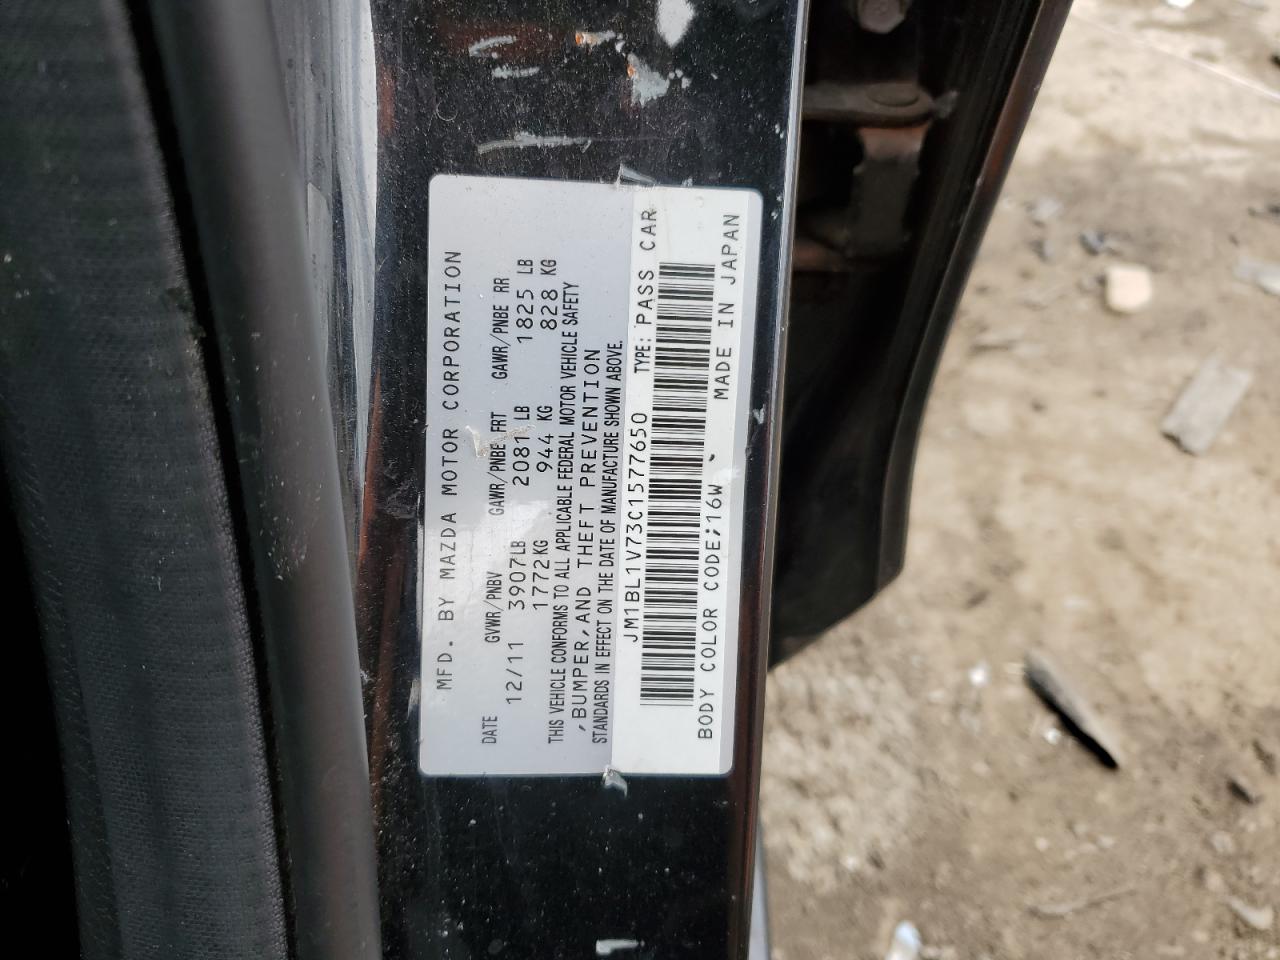 MFD. BY MAZDA MOTOR CORPORATION
DATE GVWR/PNBV GAWR/PNBE FRT GAWR/PNBE RR
12/11 3907LB 2081 LB 1825 LB
1772KG 944 KG 828 KG
THIS VEHICLE CONFORMS TO ALL APPLICABLE FEDERAL MOTOR VEHICLE SAFETY
,BUMPER,AND THEFT PREVENTION
STANDARDS IN EFFECT ON THE DATE OF MANUFACTURE SHOWN ABOVE.
JM1BL1V73C1577650 TYPE: PASS CAR
BODY COLOR CODE;16W MADE IN JAPAN